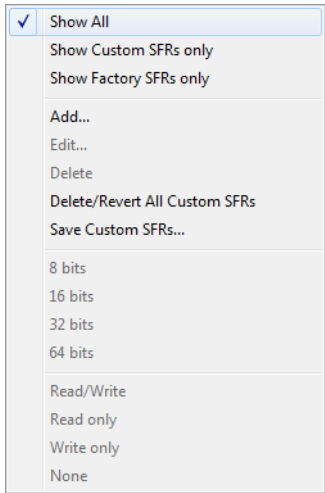 Show All
Show Custom SFRs only
Show Factory SFRs only
Add...
Edit...
Delete
Delete/Revert All Custom SFRs
Save Custom SFRs...
8 bits
16 bits
32 bits
64 bits
Read/Write
Read only
Write only
None